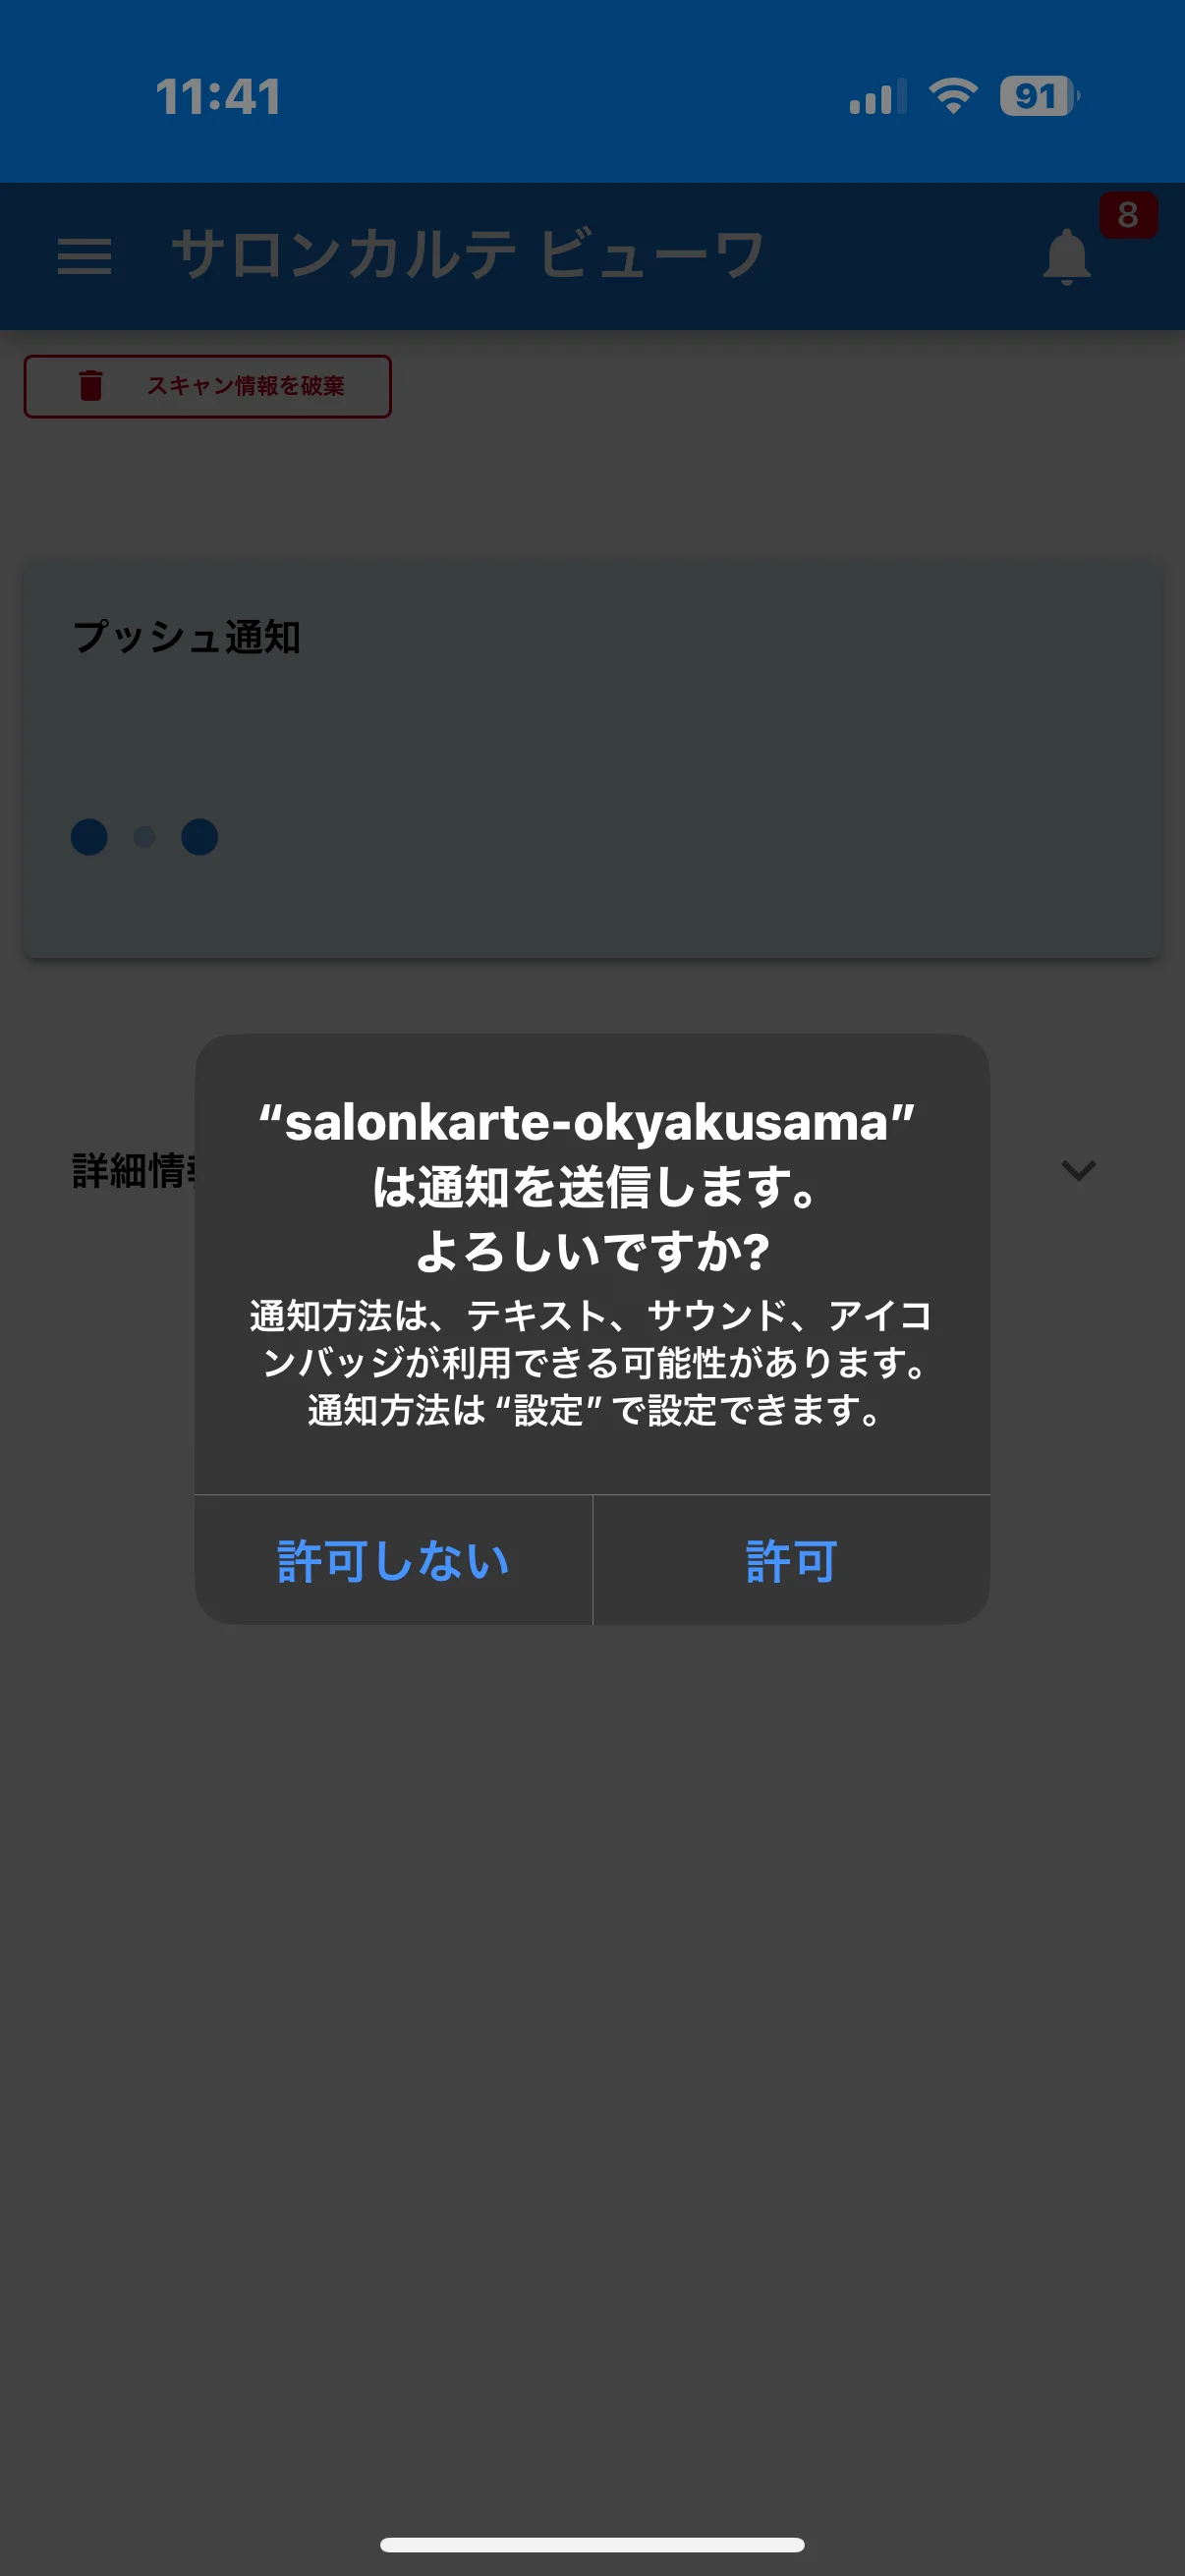 11:41
91
サロンカルテ ビューワ
8
スキャン情報を破棄
プッシュ通知
詳細情
“salonkarte-okyakusama”
は通知を送信します。
よろしいですか?
通知方法は、テキスト、サウンド、アイコ
ンバッジが利用できる可能性があります。
通知方法は“設定”で設定できます。
許可しない
許可